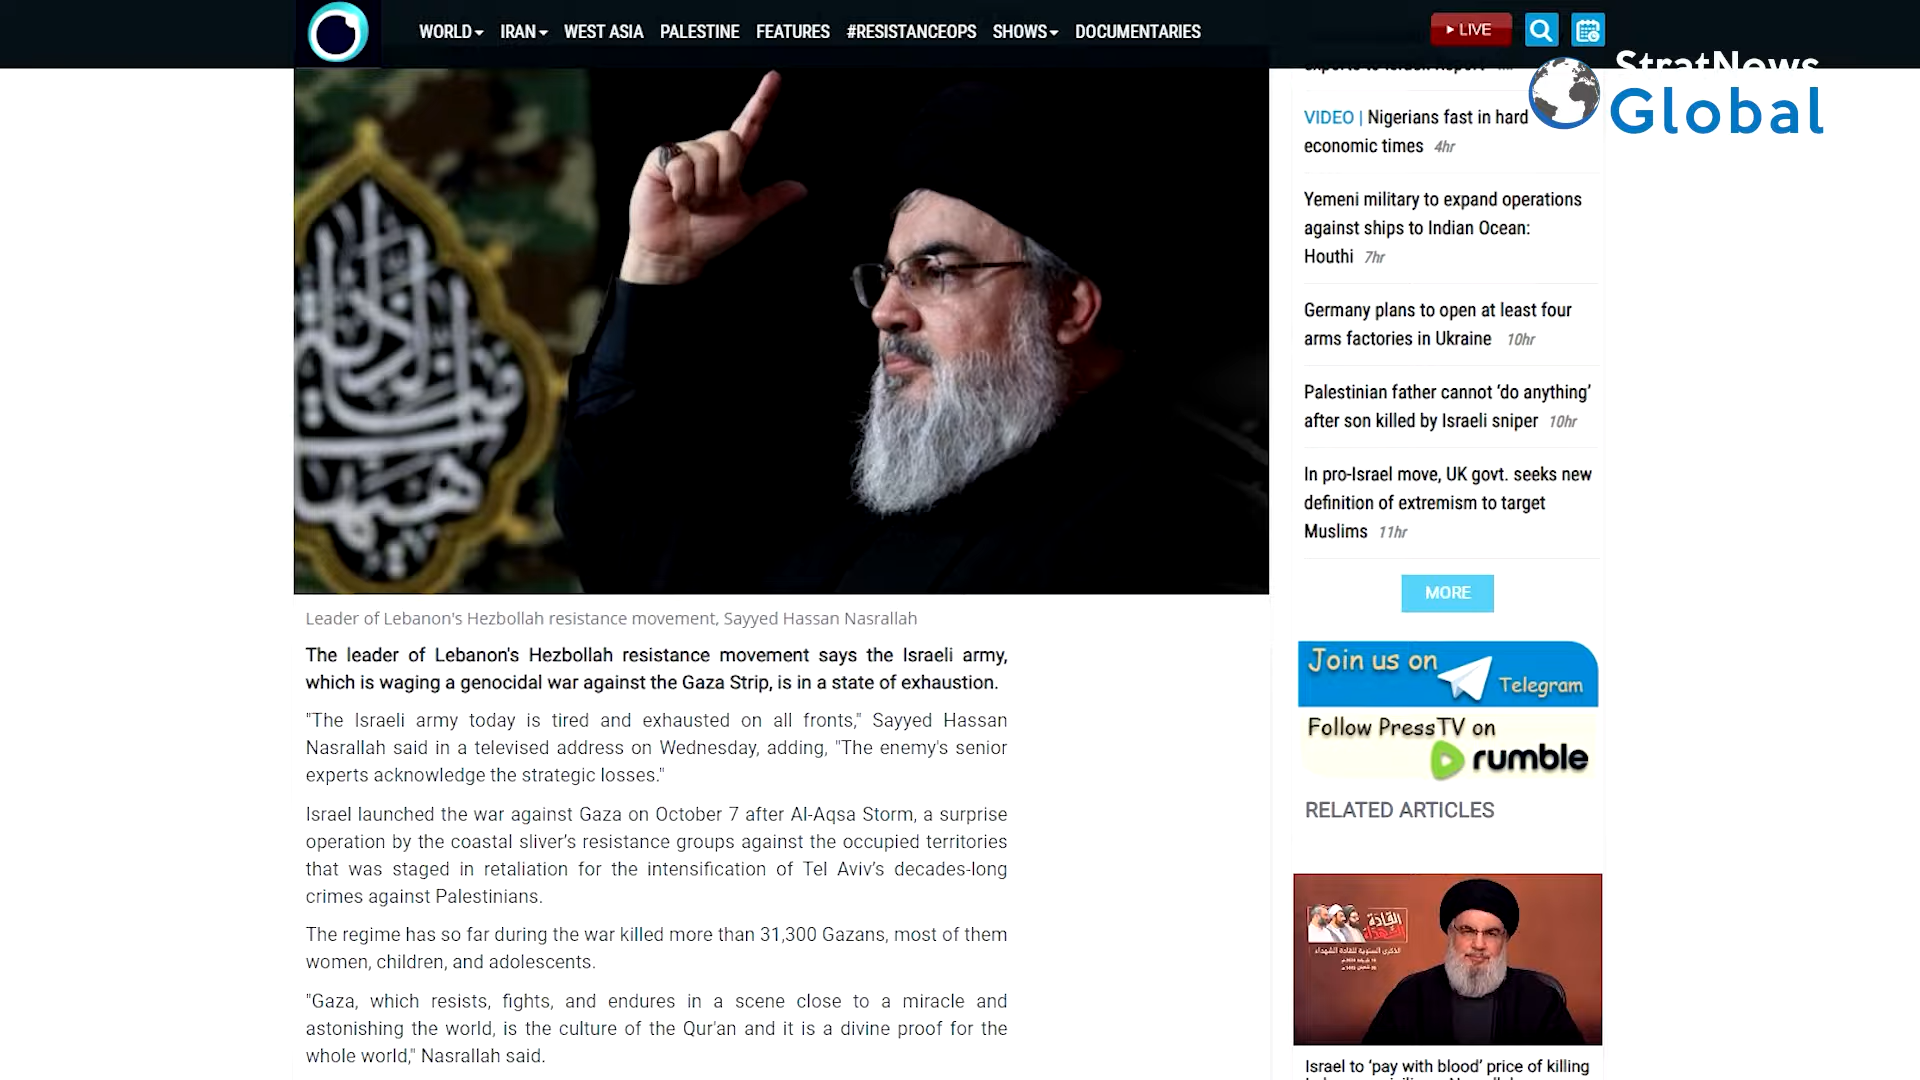 WORLD IRAN WEST ASIA PALESTINE FEATURES #RESISTANCEOPS SHOWS DOCUMENTARIES
LIVE
StratNews
Global
Leader of Lebanon's Hezbollah resistance movement, Sayyed Hassan Nasrallah
The leader of Lebanon's Hezbollah resistance movement says the Israeli army,
which is waging a genocidal war against the Gaza Strip, is in a state of exhaustion.
"The Israeli army today is tired and exhausted on all fronts," Sayyed Hassan
Nasrallah said in a televised address on Wednesday, adding, "The enemy's senior
experts acknowledge the strategic losses."
Israel launched the war against Gaza on October 7 after Al-Aqsa Storm, a surprise
operation by the coastal sliver’s resistance groups against the occupied territories
that was staged in retaliation for the intensification of Tel Aviv’s decades-long
crimes against Palestinians.
The regime has so far during the war killed more than 31,300 Gazans, most of them
women, children, and adolescents.
"Gaza, which resists, fights, and endures in a scene close to a miracle and
astonishing the world, is the culture of the Qur'an and it is a divine proof for the
whole world," Nasrallah said.
VIDEO | Nigerians fast in hard
economic times 4hr
Yemeni military to expand operations
against ships to Indian Ocean:
Houthi 7hr
Germany plans to open at least four
arms factories in Ukraine 10hr
Palestinian father cannot ‘do anything’
after son killed by Israeli sniper 10hr
In pro-Israel move, UK govt. seeks new
definition of extremism to target
Muslims 11hr
MORE
Join us on
Telegram
Follow PressTV on
rumble
RELATED ARTICLES
القادة
الشهداء
الذكرى السنوية للقادة الشهداء
Israel to ‘pay with blood’ price of killing